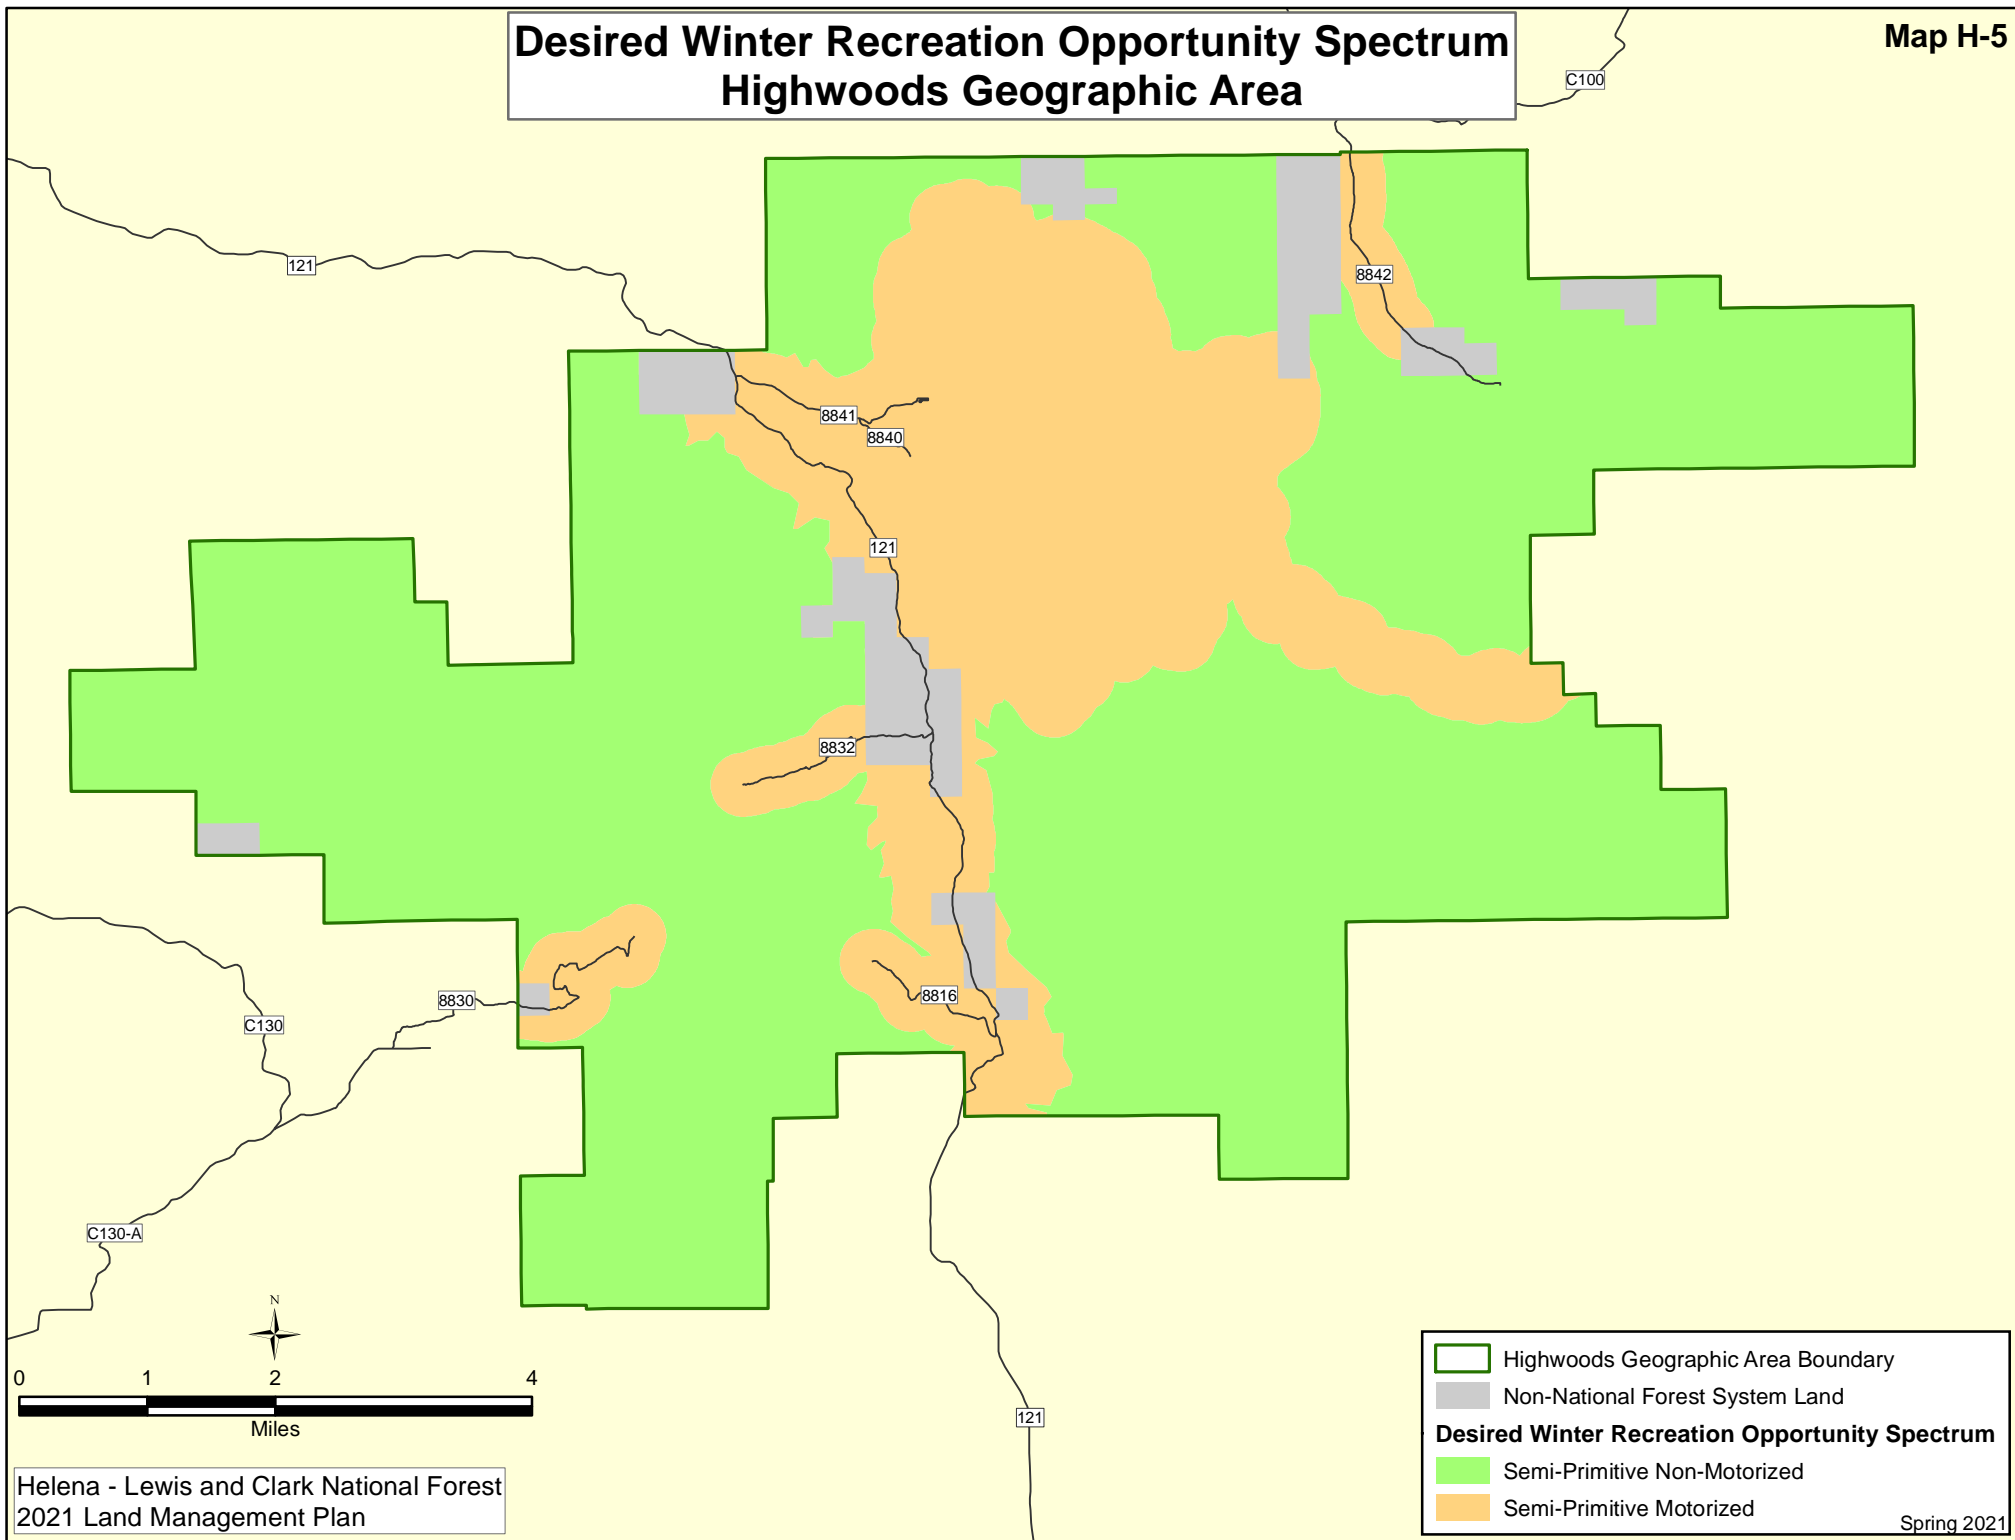 Desired Winter Recreation Opportunity Spectrum
Highwoods Geographic Area
Map H-5
C100
121
8842
8841
8840
121
8832
8830
8816
C130
C130-A
N
0 1 2 4
Miles
121
Helena - Lewis and Clark National Forest
2021 Land Management Plan
Highwoods Geographic Area Boundary
Non-National Forest System Land
Desired Winter Recreation Opportunity Spectrum
Semi-Primitive Non-Motorized
Semi-Primitive Motorized
Spring 2021